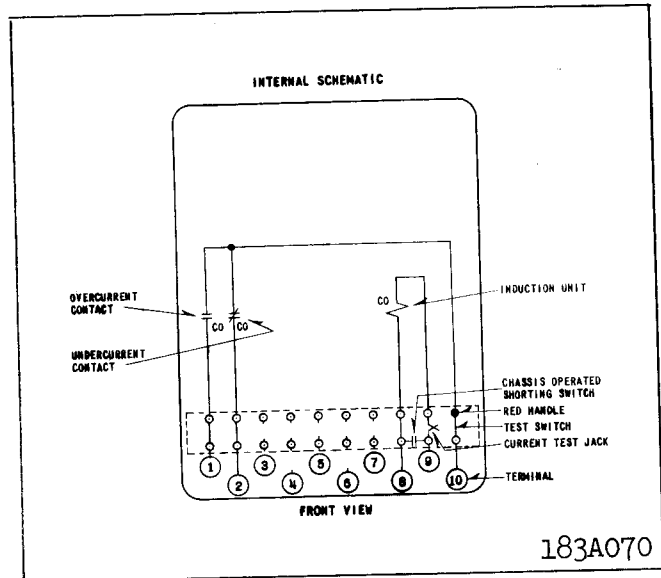 INTERNAL SCHEMATIC
OVERCURRENT
CONTACT
CO
CO
UNDERCURRENT
CONTACT
CO
INDUCTION UNIT
CHASSIS OPERATED
SHORTING SWITCH
RED HANDLE
TEST SWITCH
CURRENT TEST JACK
1
2
3
4
5
6
7
8
9
10
TERMINAL
FRONT VIEW
183A070